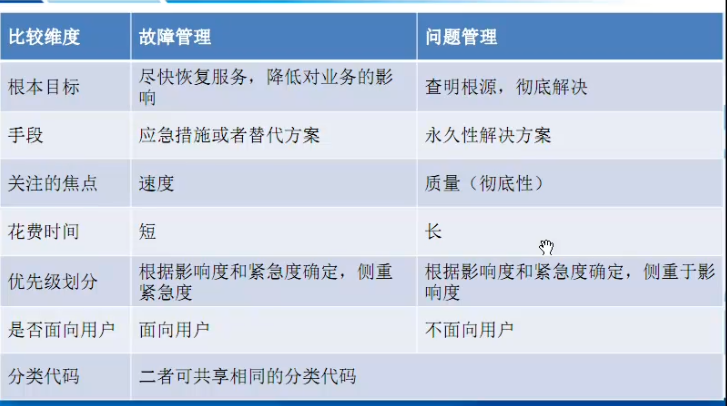 比较维度 故障管理 问题管理
根本目标 尽快恢复服务，降低对业务的影响 查明根源，彻底解决
手段 应急措施或者替代方案 永久性解决方案
关注的焦点 速度 质量（彻底性）
花费时间 短 长
优先级划分 根据影响度和紧急度确定，侧重紧急度 根据影响度和紧急度确定，侧重于影响度
是否面向用户 面向用户 不面向用户
分类代码 二者可共享相同的分类代码